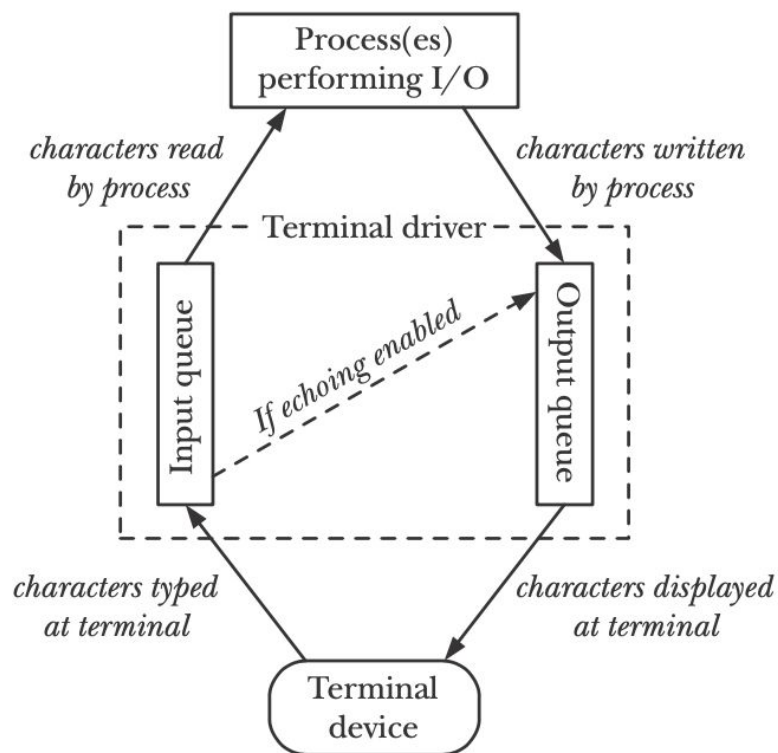 Process(es)
performing I/O
characters read
by process
characters written
by process
Terminal driver
Input queue
If echoing enabled
Output queue
characters typed
at terminal
characters displayed
at terminal
Terminal
device